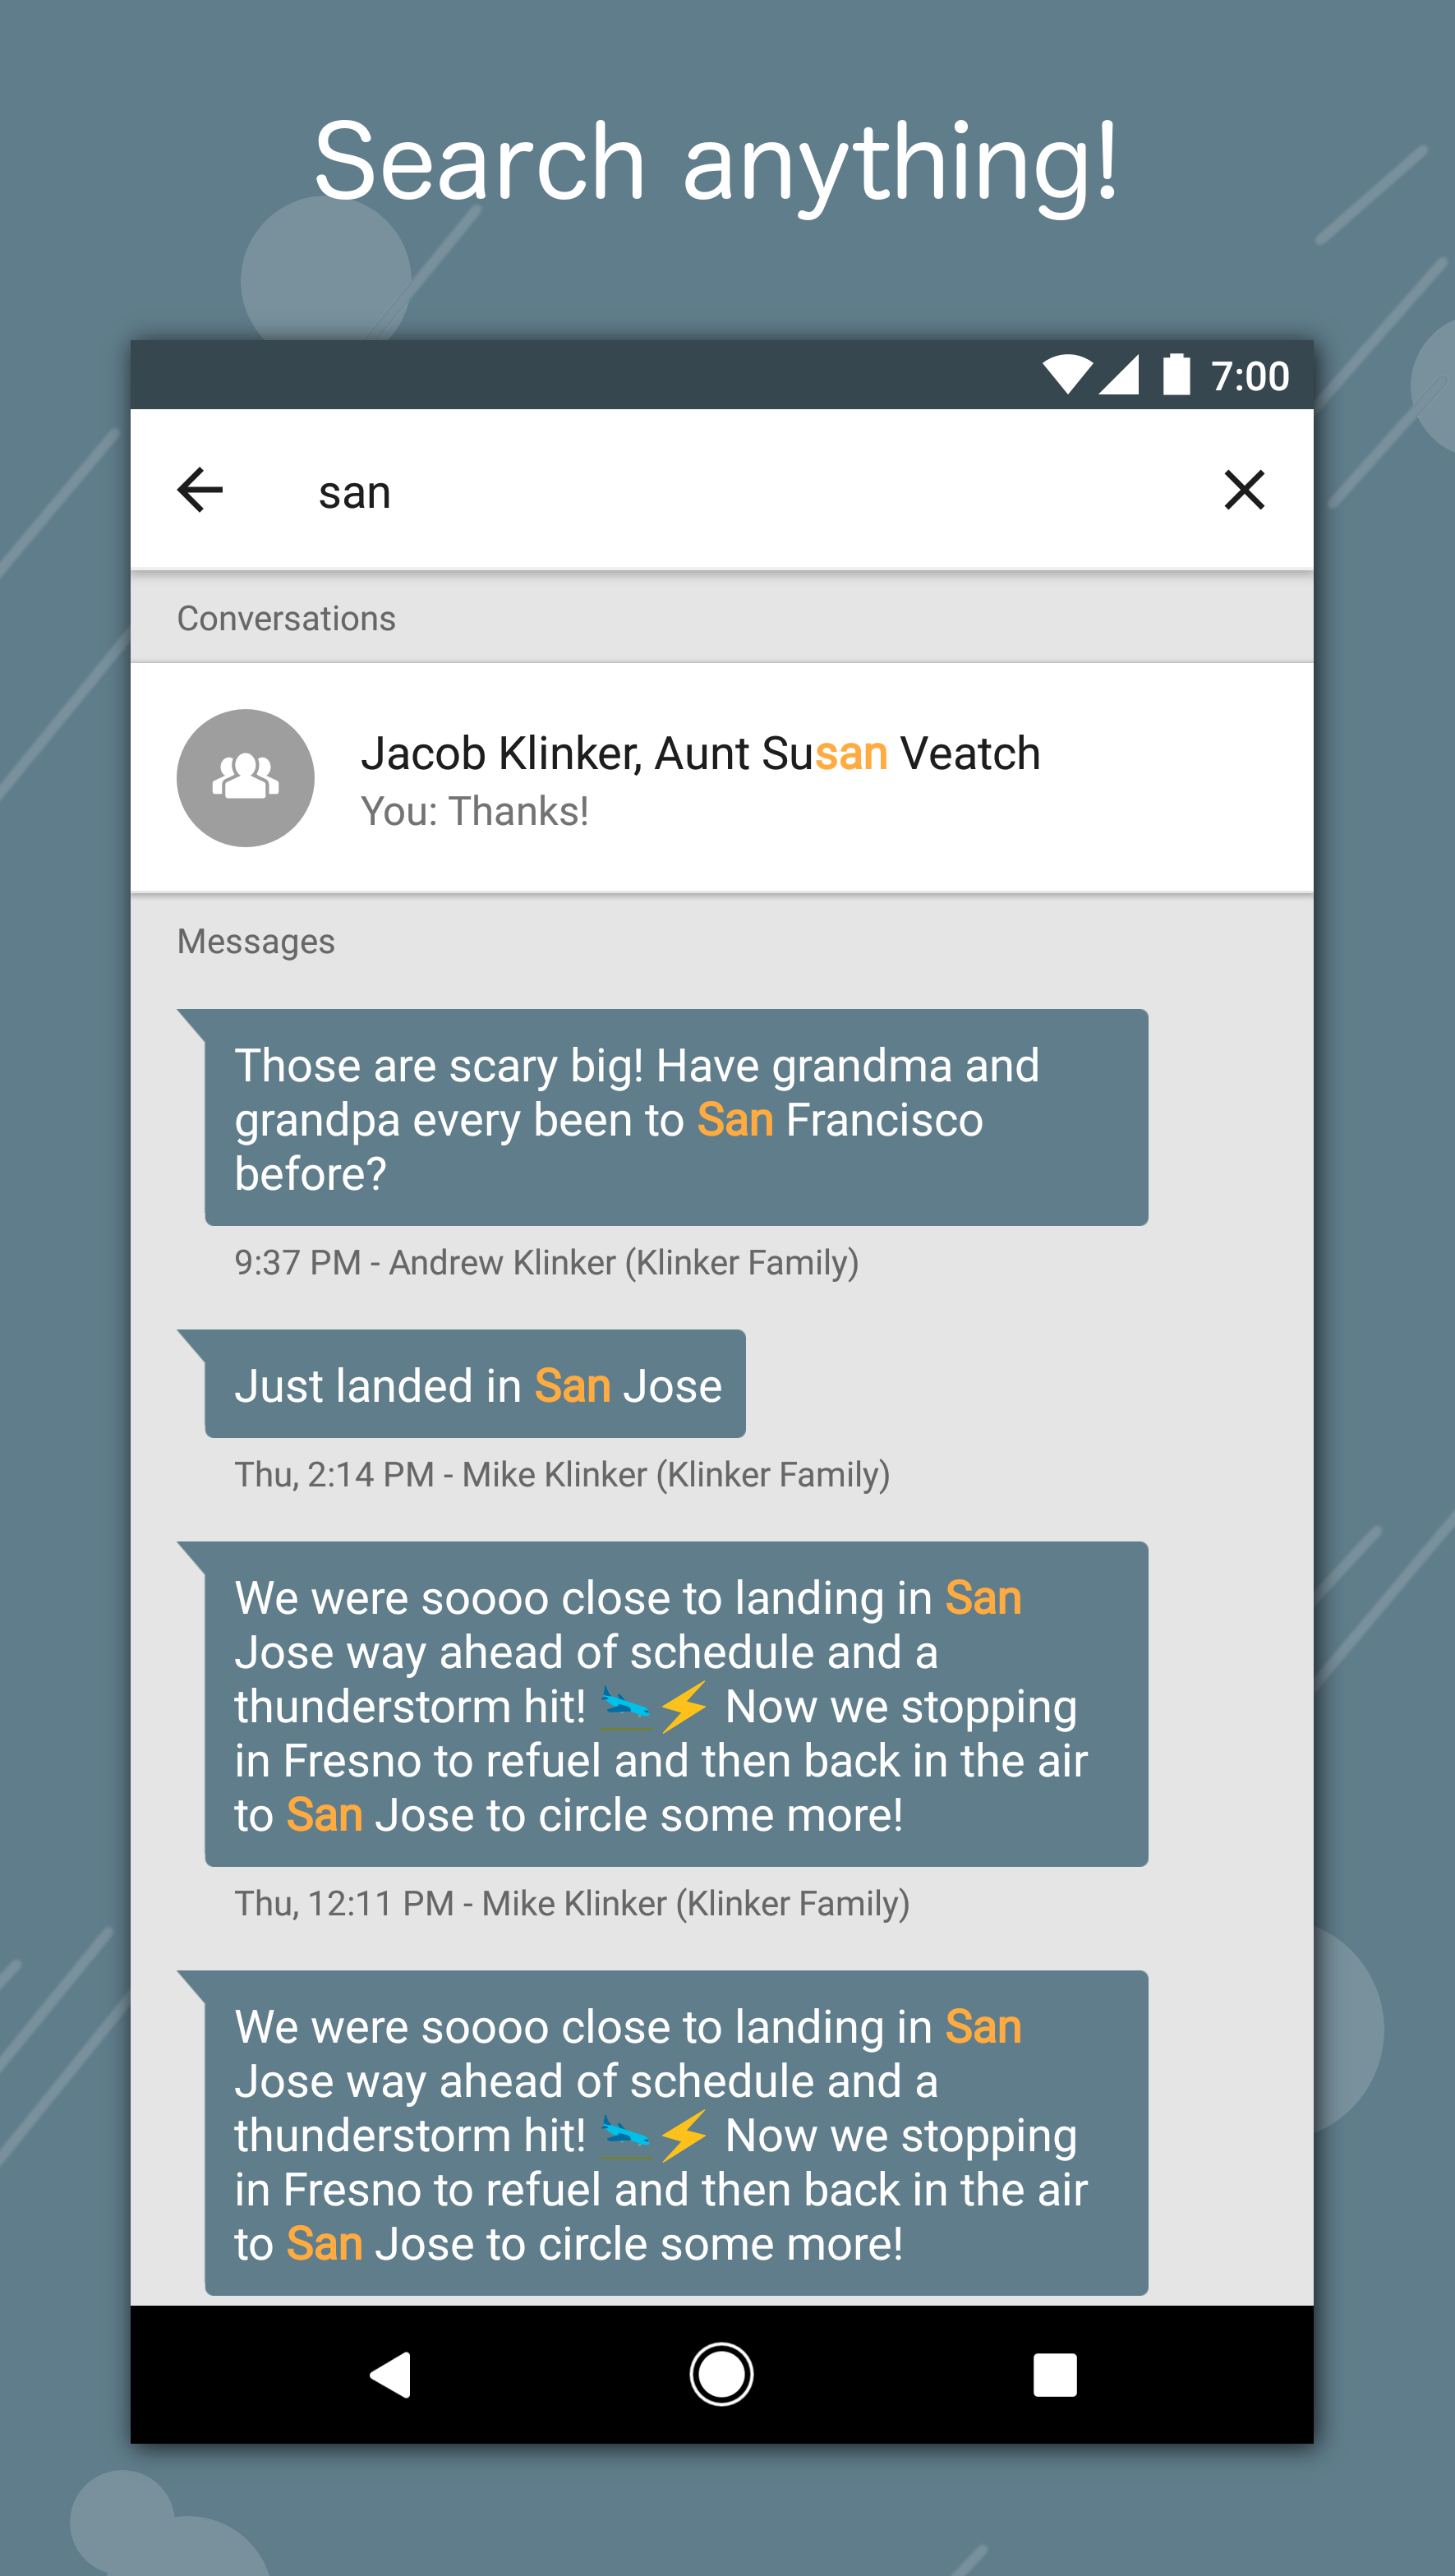 Search anything!
7:00
san
Conversations
Jacob Klinker, Aunt Susan Veatch
You: Thanks!
Messages
Those are scary big! Have grandma and
grandpa every been to San Francisco
before?
9:37 PM - Andrew Klinker (Klinker Family)
Just landed in San Jose
Thu, 2:14 PM - Mike Klinker (Klinker Family)
We were soooo close to landing in San
Jose way ahead of schedule and a
thunderstorm hit! 🛬⚡ Now we stopping
in Fresno to refuel and then back in the air
to San Jose to circle some more!
Thu, 12:11 PM - Mike Klinker (Klinker Family)
We were soooo close to landing in San
Jose way ahead of schedule and a
thunderstorm hit! 🛬⚡ Now we stopping
in Fresno to refuel and then back in the air
to San Jose to circle some more!